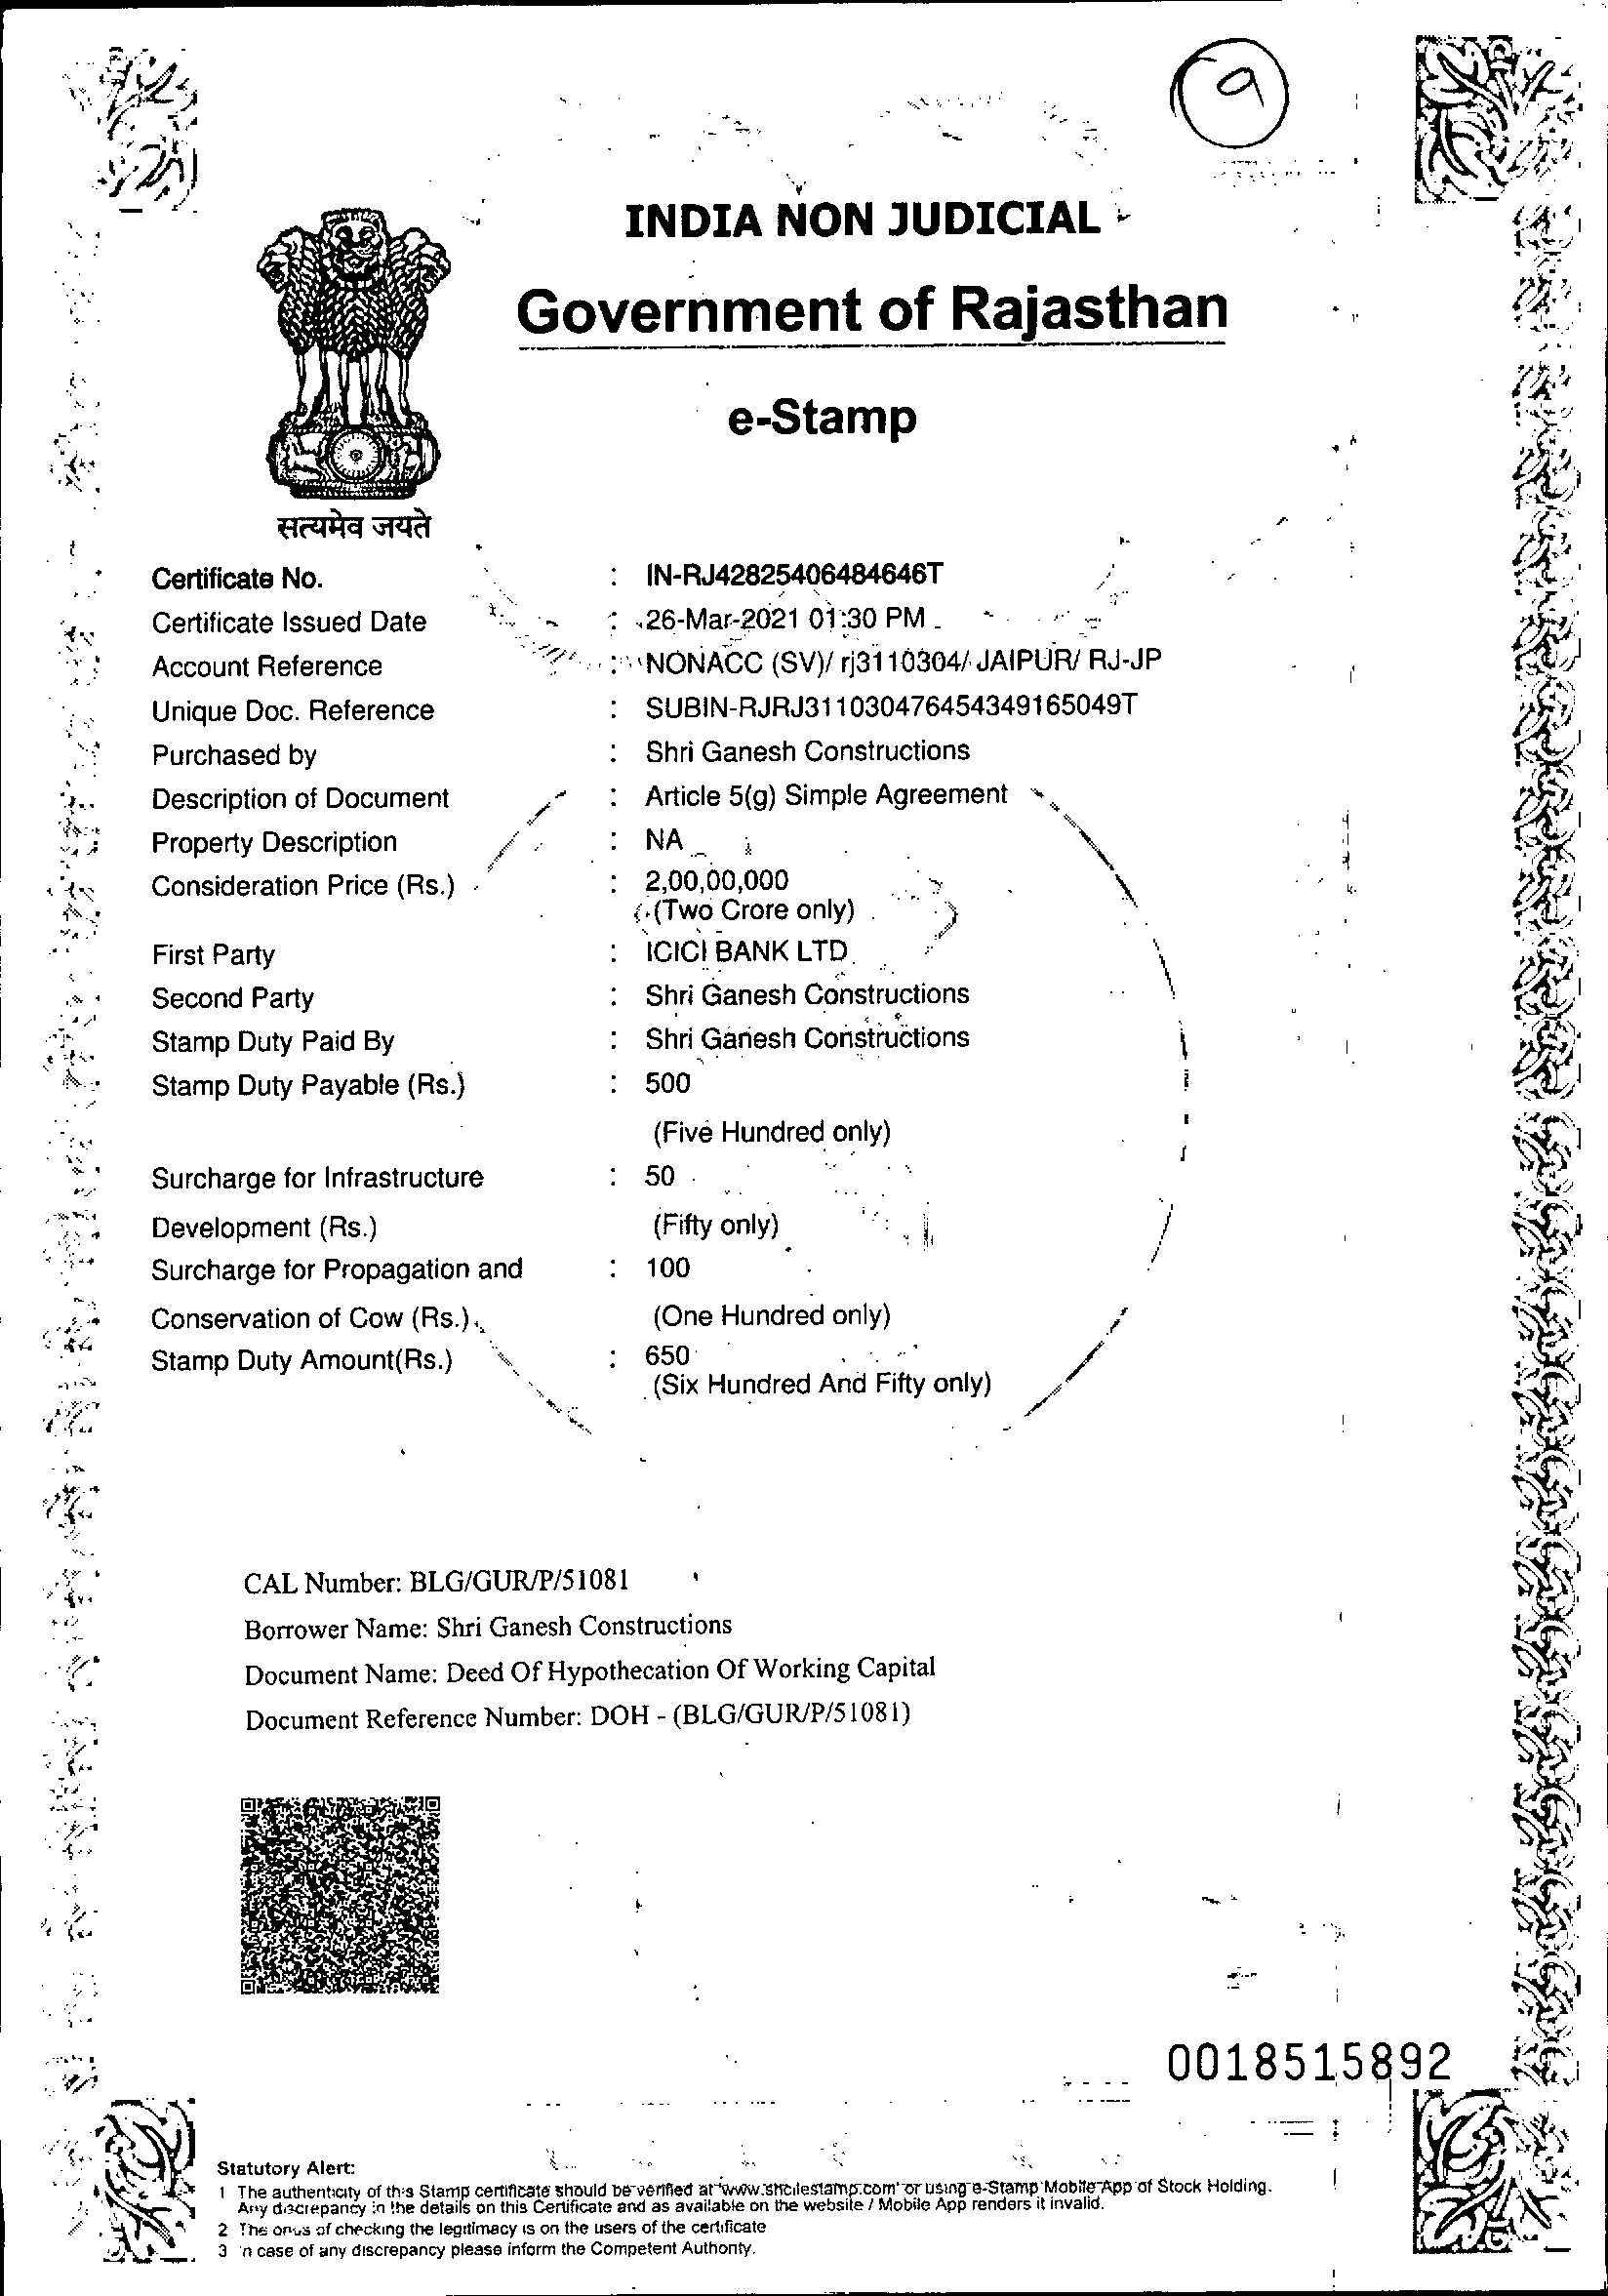 9
INDIA NON JUDICIAL
Government of Rajasthan
e-Stamp
सत्यमेव जयते
Certificate No. : IN-RJ42825406484646T
Certificate Issued Date : 26-Mar-2021 01:30 PM
Account Reference : NONACC (SV)/ rj3110304/ JAIPUR/ RJ-JP
Unique Doc. Reference : SUBIN-RJRJ311030476454349165049T
Purchased by : Shri Ganesh Constructions
Description of Document : Article 5(g) Simple Agreement
Property Description : NA
Consideration Price (Rs.) : 2,00,00,000
(Two Crore only)
First Party : ICICI BANK LTD
Second Party : Shri Ganesh Constructions
Stamp Duty Paid By : Shri Ganesh Constructions
Stamp Duty Payable (Rs.) : 500
(Five Hundred only)
Surcharge for Infrastructure : 50
Development (Rs.) (Fifty only)
Surcharge for Propagation and : 100
Conservation of Cow (Rs.) (One Hundred only)
Stamp Duty Amount(Rs.) : 650
(Six Hundred And Fifty only)
CAL Number: BLG/GUR/P/51081
Borrower Name: Shri Ganesh Constructions
Document Name: Deed Of Hypothecation Of Working Capital
Document Reference Number: DOH - (BLG/GUR/P/51081)
0018515892
Statutory Alert:
1 The authenticity of this Stamp certificate should be verified at 'www.shcilestamp.com' or using e-Stamp Mobile App of Stock Holding.
Any discrepancy in the details on this Certificate and as available on the website / Mobile App renders it invalid.
2 The onus of checking the legitimacy is on the users of the certificate
3 In case of any discrepancy please inform the Competent Authority.